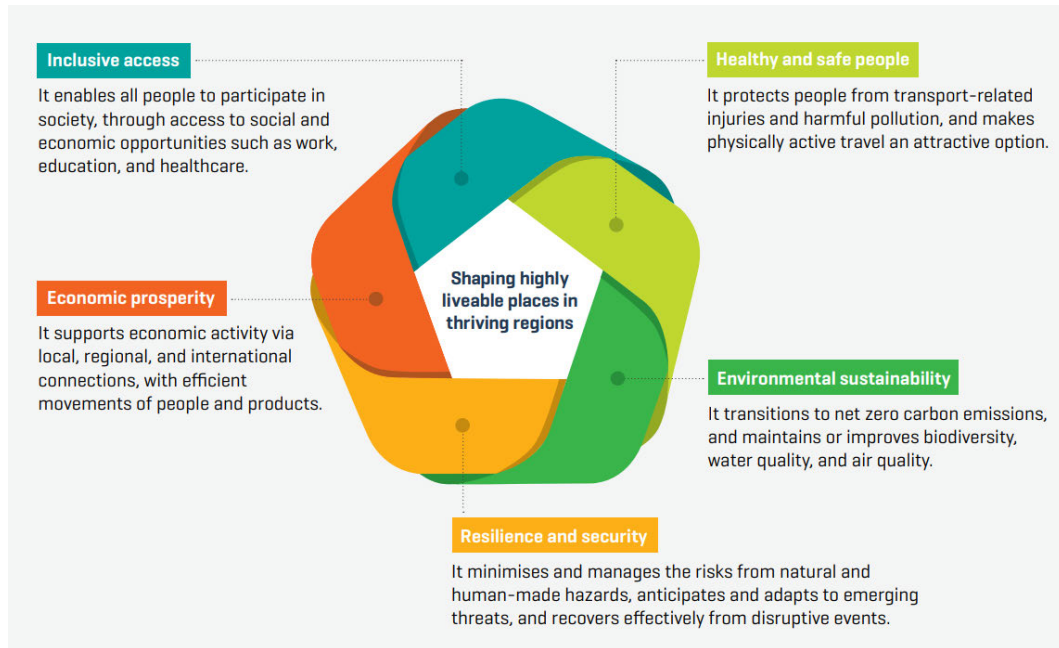 Inclusive access
It enables all people to participate in
society, through access to social and
economic opportunities such as work,
education, and healthcare.
Healthy and safe people
It protects people from transport-related
injuries and harmful pollution, and makes
physically active travel an attractive option.
Shaping highly
liveable places in
thriving regions
Economic prosperity
It supports economic activity via
local, regional, and international
connections, with efficient
movements of people and products.
Environmental sustainability
It transitions to net zero carbon emissions,
and maintains or improves biodiversity,
water quality, and air quality.
Resilience and security
It minimises and manages the risks from natural and
human-made hazards, anticipates and adapts to emerging
threats, and recovers effectively from disruptive events.